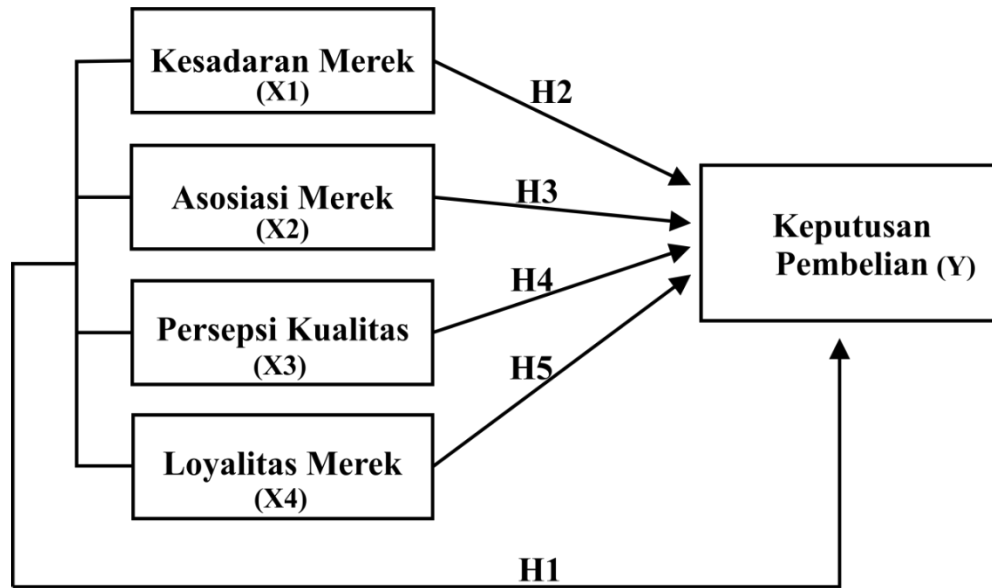 Kesadaran Merek
(X1)
H2
Asosiasi Merek
(X2)
H3
Keputusan
Pembelian (Y)
Persepsi Kualitas
(X3)
H4
H5
Loyalitas Merek
(X4)
H1